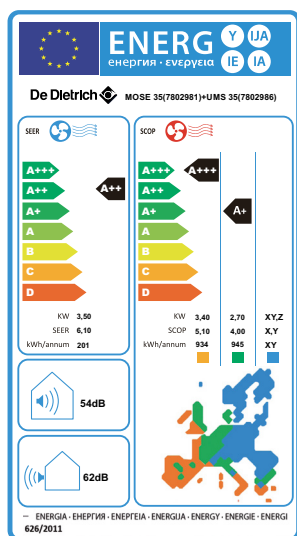 ENERG Y IJA
енергия · ενεργεια IE IA
De Dietrich MOSE 35(7802981)+UMS 35(7802986)
SEER
A+++
A++
A+
A
B
C
D
A++
KW 3,50
SEER 6,10
kWh/annum 201
SCOP
A+++
A++
A+
A
B
C
D
A+++
A+
KW 3,40 2,70 XY,Z
SCOP 5,10 4,00 X,Y
kWh/annum 934 945 XY
54dB
62dB
– ENERGIA · ЕНЕРГИЯ · ΕΝΕΡΓΕΙΑ · ENERGIJA · ENERGY · ENERGIE · ENERGI
626/2011